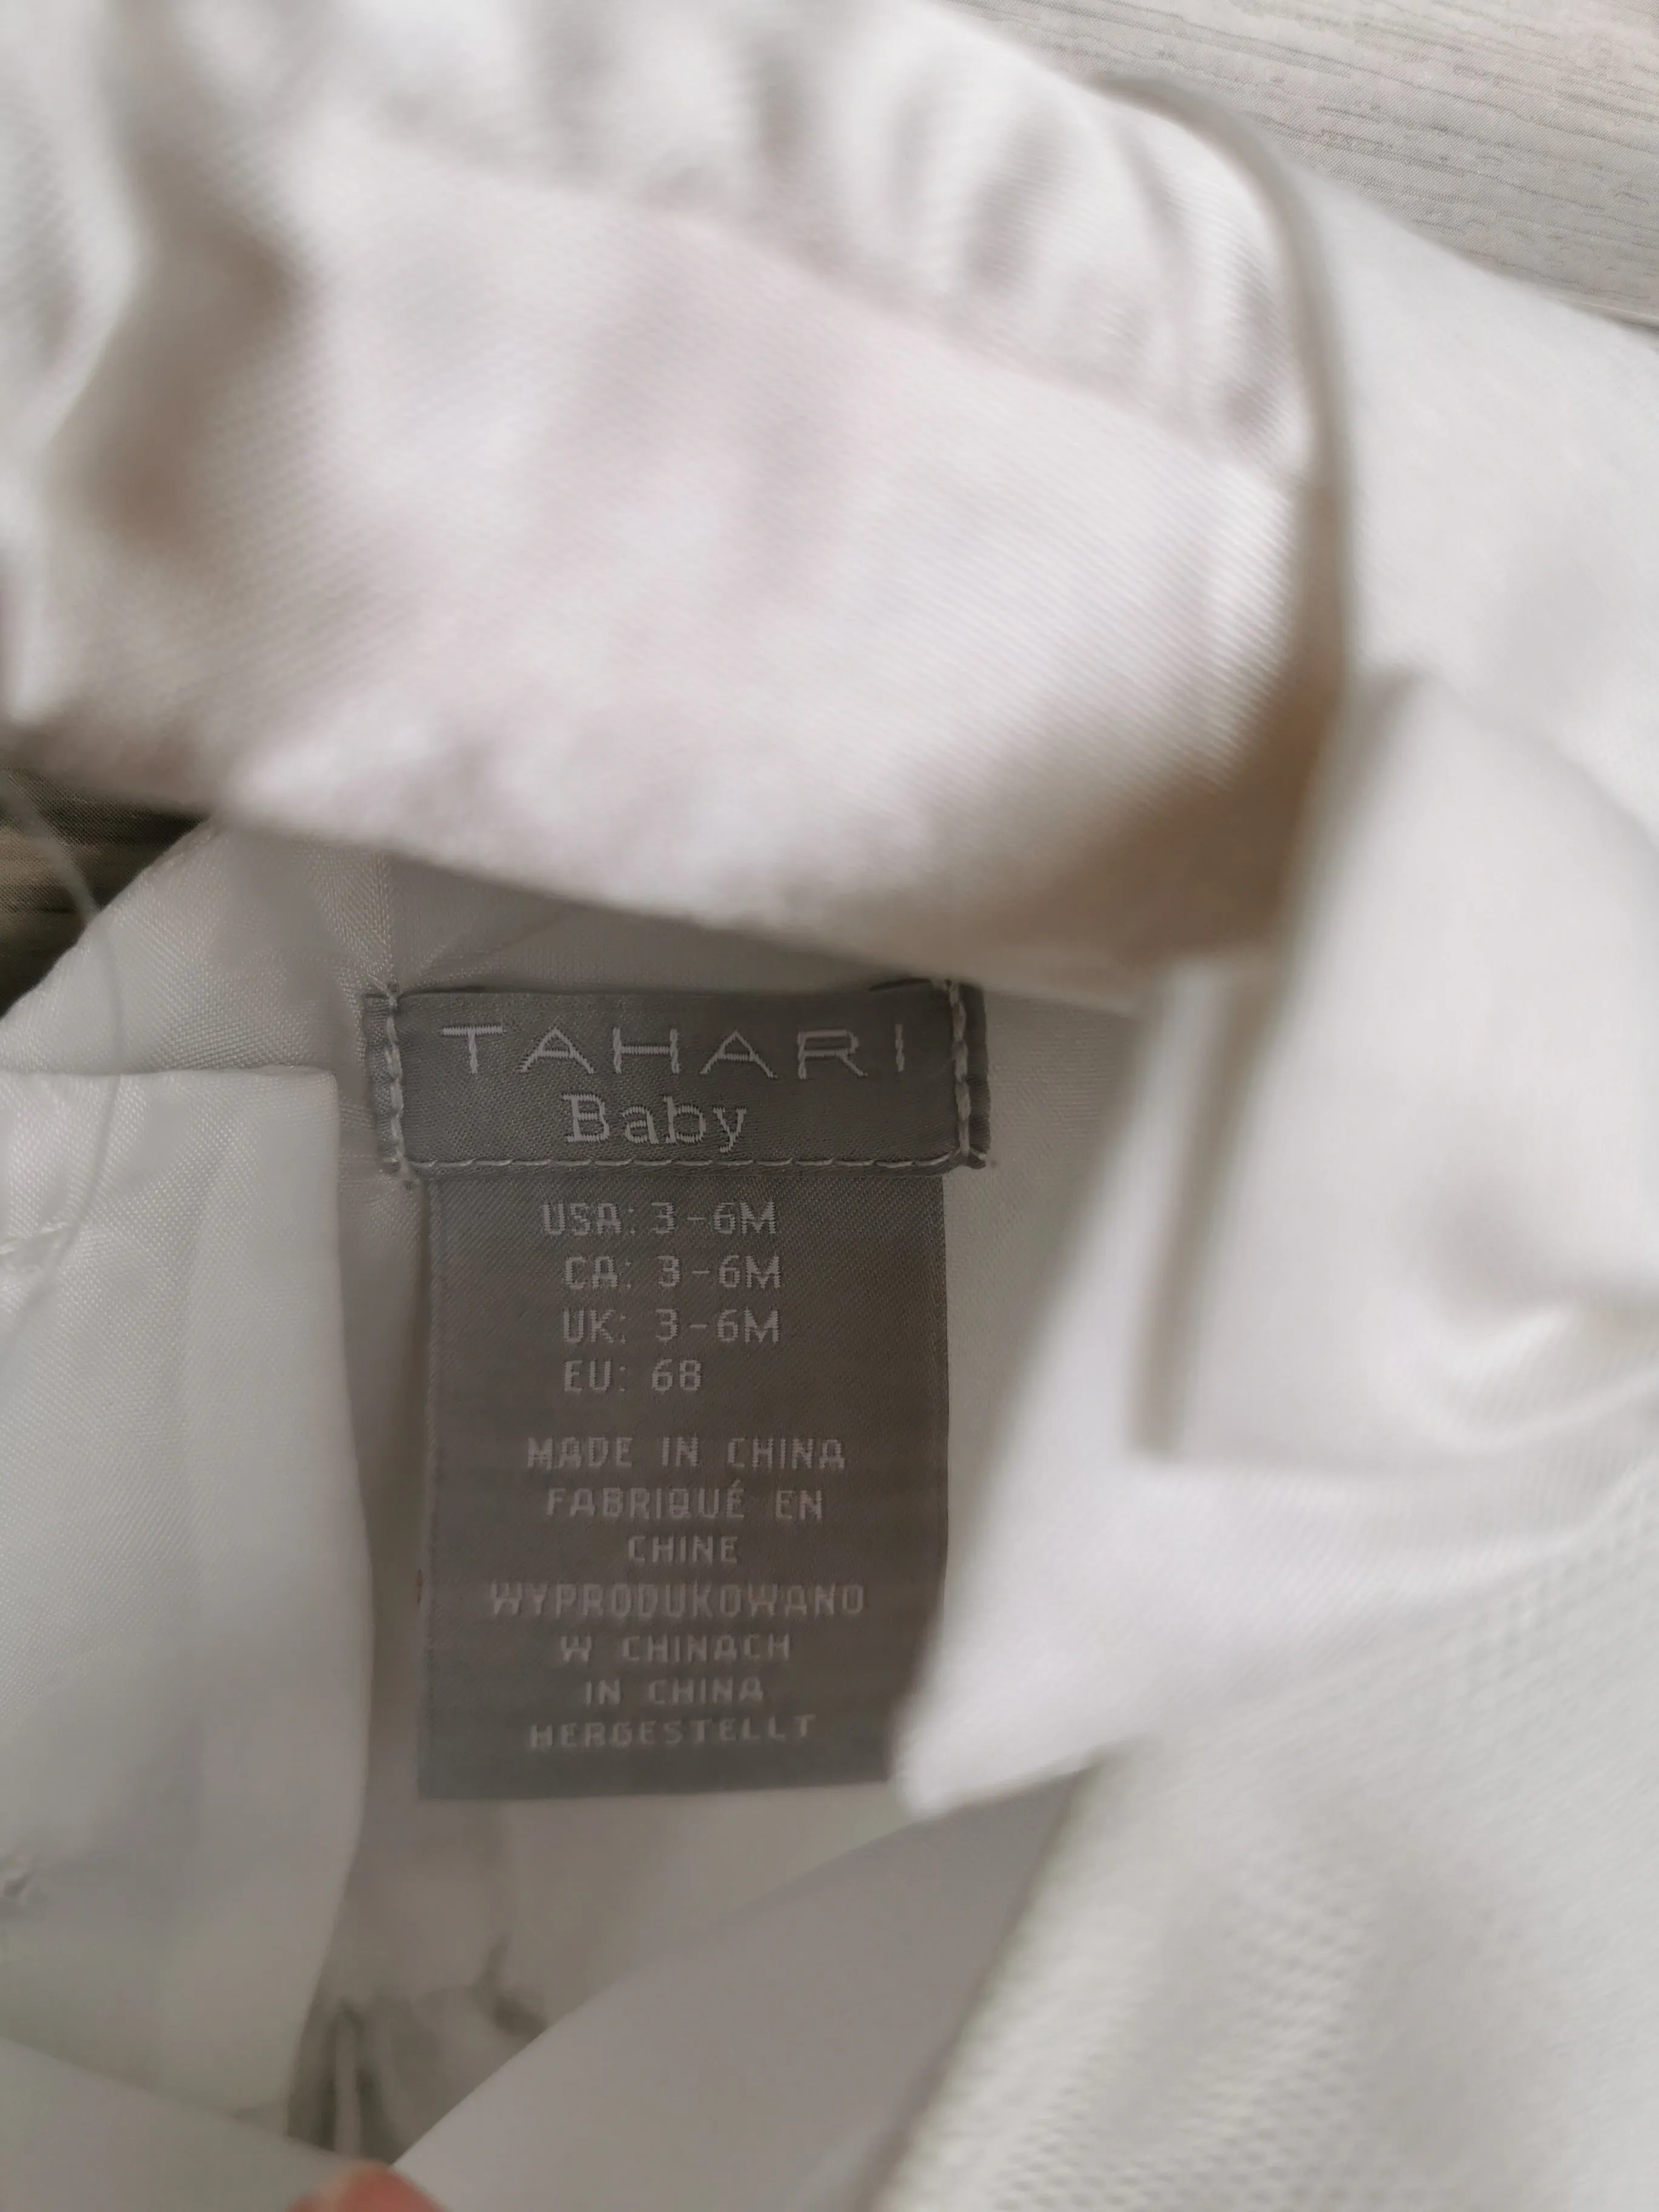 TAHARI
Baby
USA: 3-6M
CA: 3-6M
UK: 3-6M
EU: 68
MADE IN CHINA
FABRIQUÉ EN
CHINE
WYPRODUKOWANO
W CHINACH
IN CHINA
HERGESTELLT